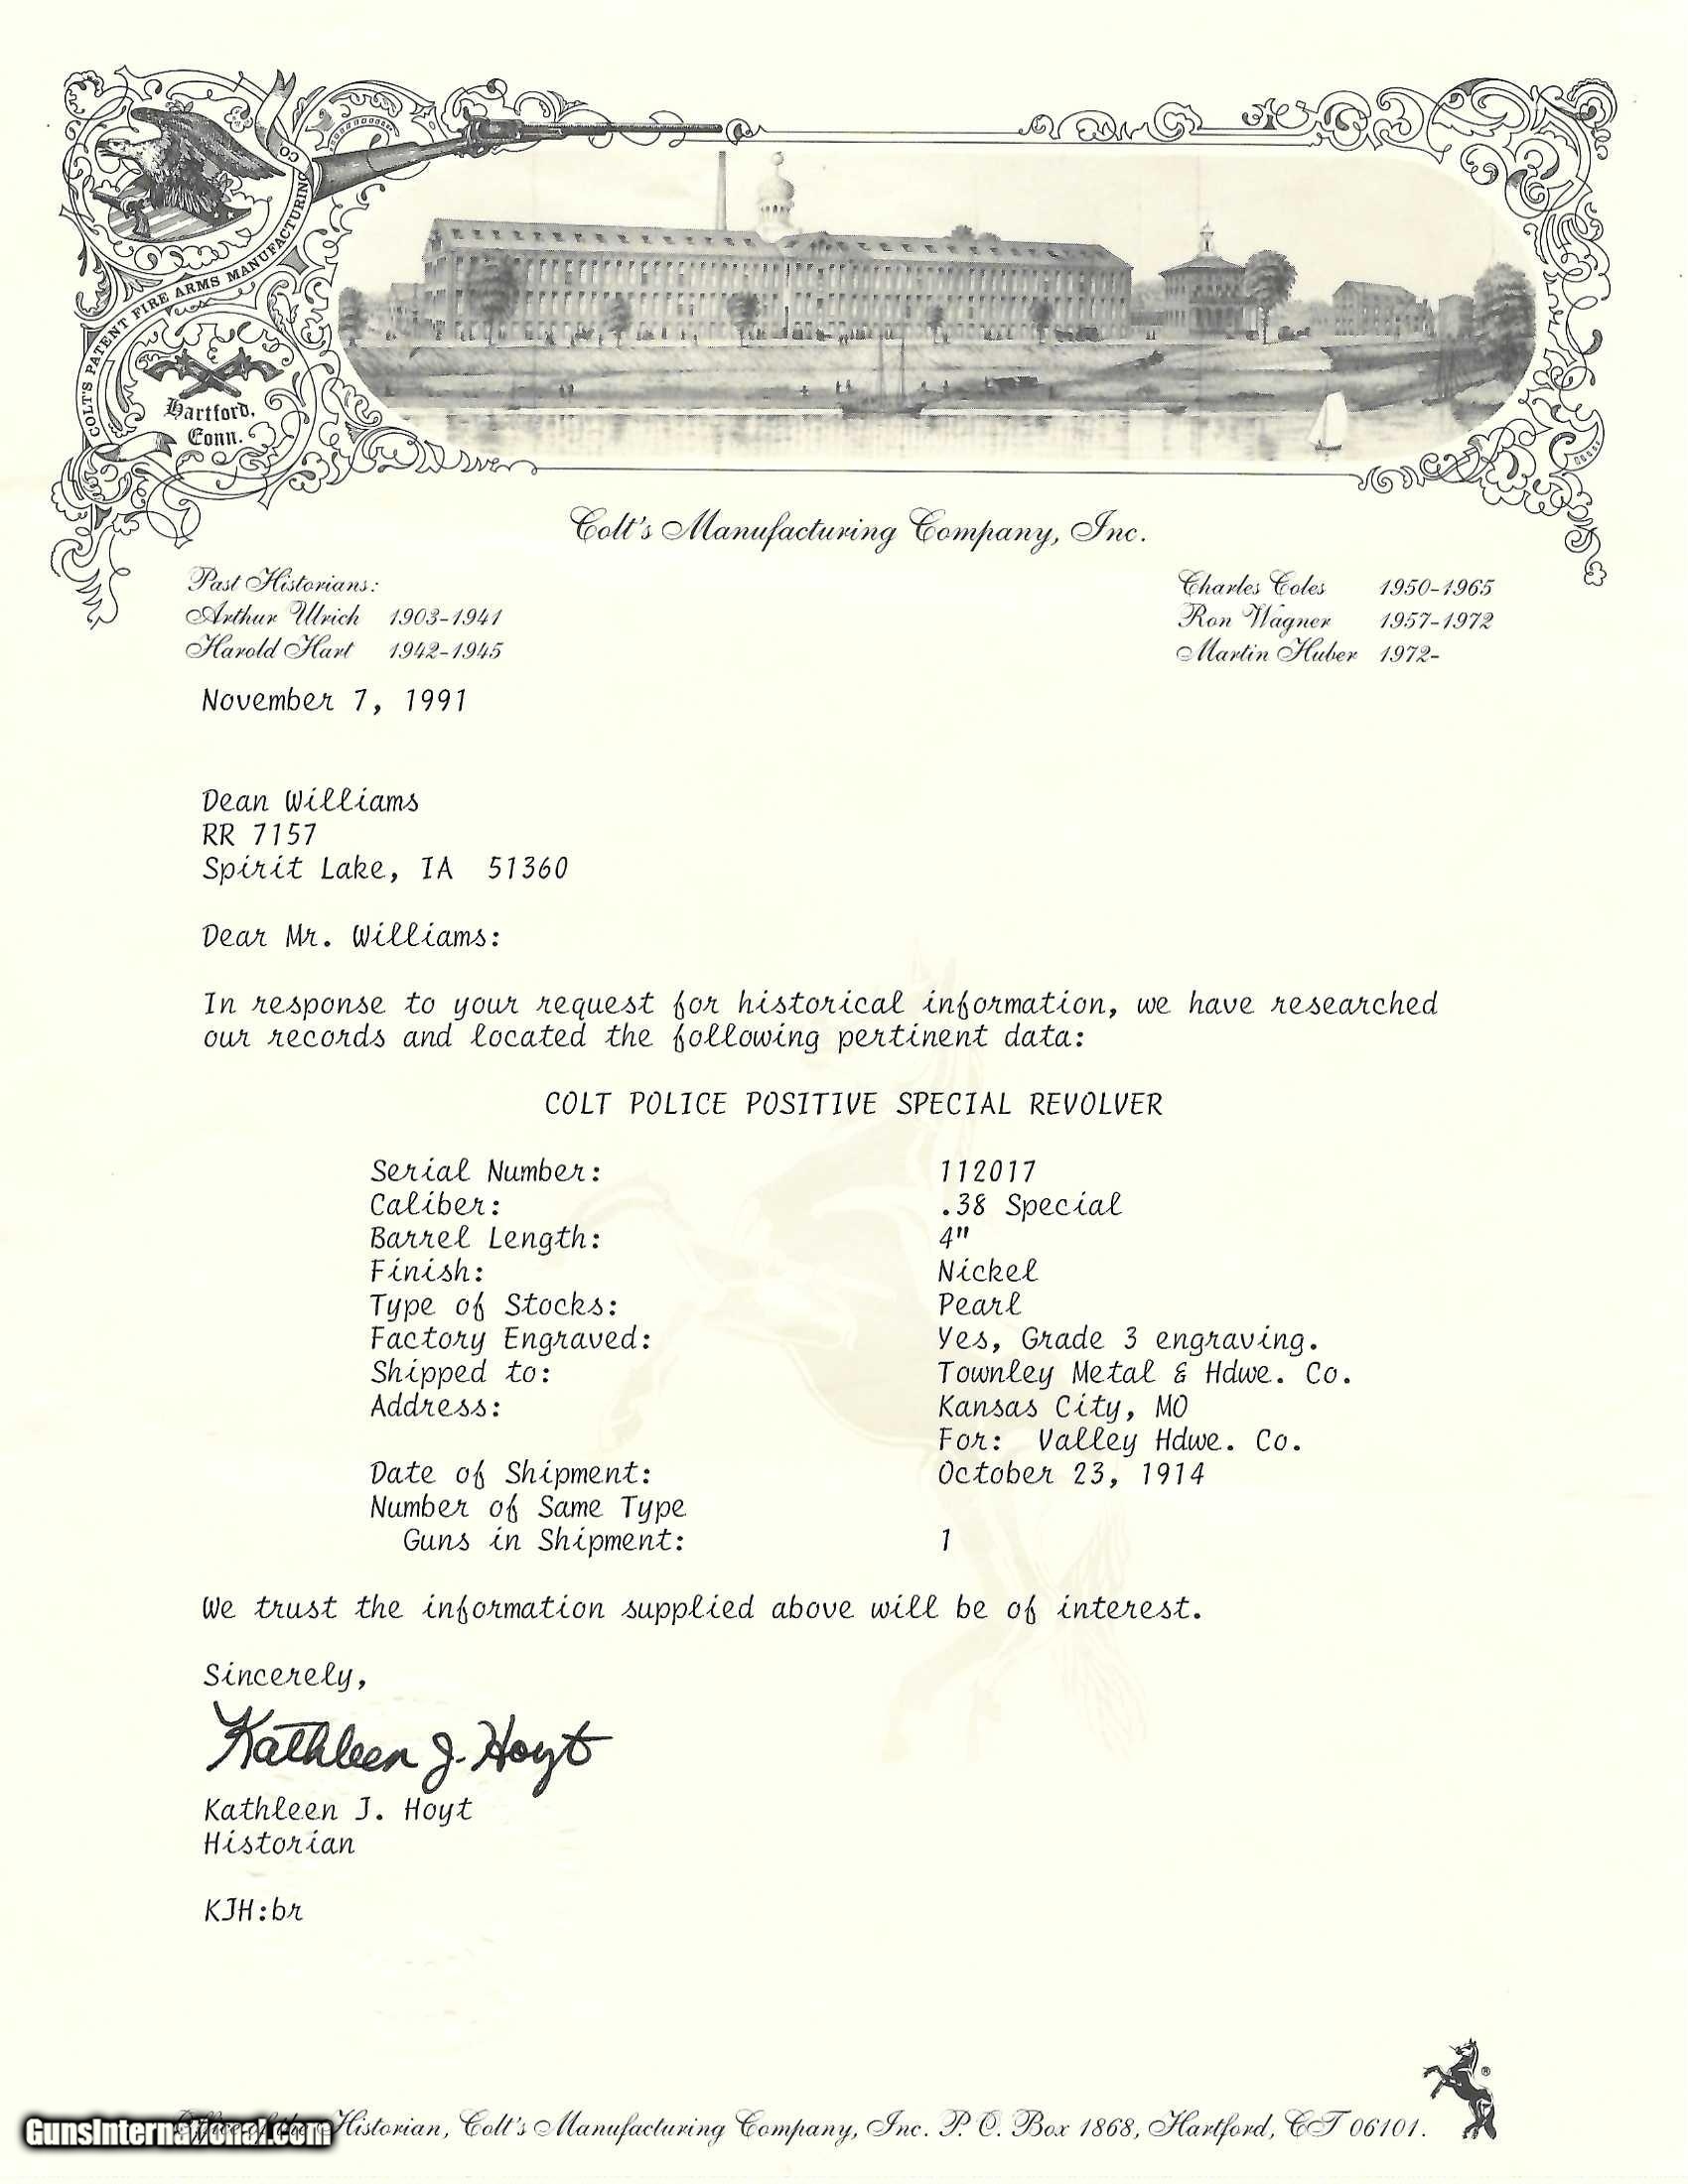 COLT'S PATENT FIRE ARMS MANUFACTURING CO
Hartford,
Conn.
Colt's Manufacturing Company, Inc.
Past Historians:
Arthur Ulrich 1903-1941
Harold Hart 1942-1945
Charles Coles 1950-1965
Ron Wagner 1957-1972
Martin Huber 1972-
November 7, 1991
Dean Williams
RR 7157
Spirit Lake, IA 51360
Dear Mr. Williams:
In response to your request for historical information, we have researched
our records and located the following pertinent data:
COLT POLICE POSITIVE SPECIAL REVOLVER
Serial Number: 112017
Caliber: .38 Special
Barrel Length: 4"
Finish: Nickel
Type of Stocks: Pearl
Factory Engraved: Yes, Grade 3 engraving.
Shipped to: Townley Metal & Hdwe. Co.
Address: Kansas City, MO
For: Valley Hdwe. Co.
Date of Shipment: October 23, 1914
Number of Same Type
Guns in Shipment: 1
We trust the information supplied above will be of interest.
Sincerely,
Kathleen J. Hoyt
Kathleen J. Hoyt
Historian
KJH:br
Office of the Historian, Colt's Manufacturing Company, Inc. P. O. Box 1868, Hartford, CT 06101.
GunsInternational.com